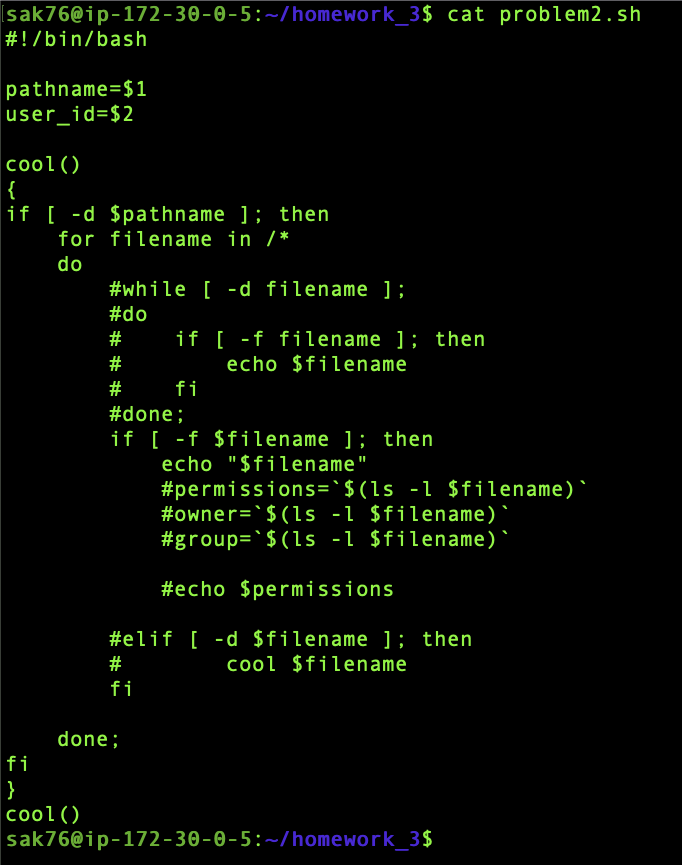 sak76@ip-172-30-0-5:~/homework_3$ cat problem2.sh
#!/bin/bash

pathname=$1
user_id=$2

cool()
{
if [ -d $pathname ]; then
    for filename in /*
    do
        #while [ -d filename ];
        #do
        #    if [ -f filename ]; then
        #        echo $filename
        #    fi
        #done;
        if [ -f $filename ]; then
            echo "$filename"
            #permissions=`$(ls -l $filename)`
            #owner=`$(ls -l $filename)`
            #group=`$(ls -l $filename)`

            #echo $permissions

        #elif [ -d $filename ]; then
        #        cool $filename
        fi

    done;
fi
}
cool()
sak76@ip-172-30-0-5:~/homework_3$